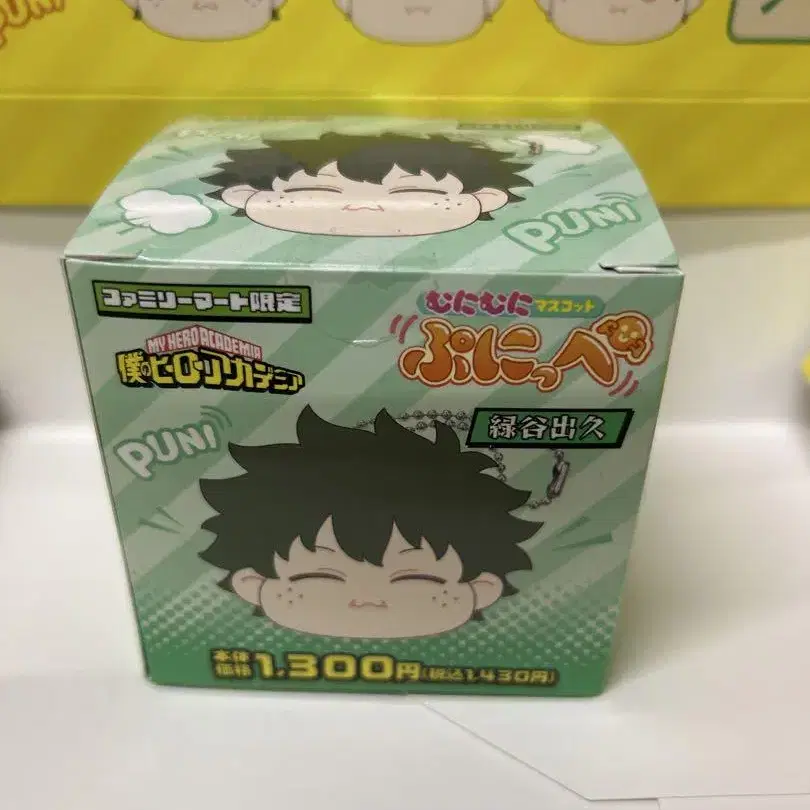 PUNI
PUNI
PUNI
ファミリーマート限定
MY HERO ACADEMIA
僕のヒーローアカデミア
むにむにマスコット
ぷにっぺ
緑谷出久
PUNI
本体価格1,300円(税込1,430円)